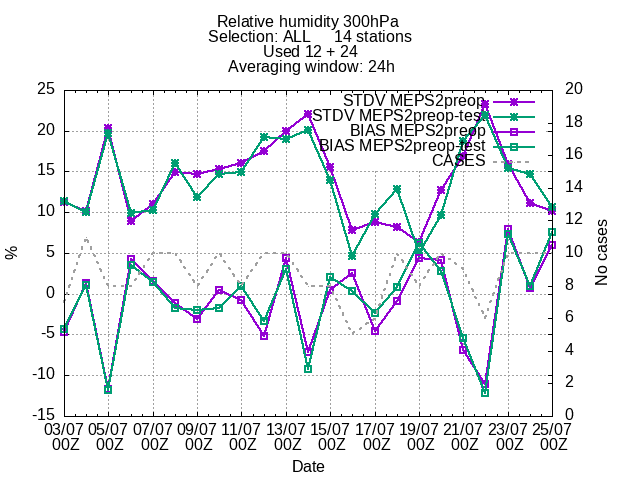 Relative humidity 300hPa
Selection: ALL 14 stations
Used 12 + 24
Averaging window: 24h
STDV MEPS2preop
STDV MEPS2preop-test
BIAS MEPS2preop
BIAS MEPS2preop-test
CASES
25
20
15
10
5
0
-5
-10
-15
%
20
18
16
14
12
10
8
6
4
2
0
No cases
03/07 05/07 07/07 09/07 11/07 13/07 15/07 17/07 19/07 21/07 23/07 25/07
00Z 00Z 00Z 00Z 00Z 00Z 00Z 00Z 00Z 00Z 00Z 00Z
Date